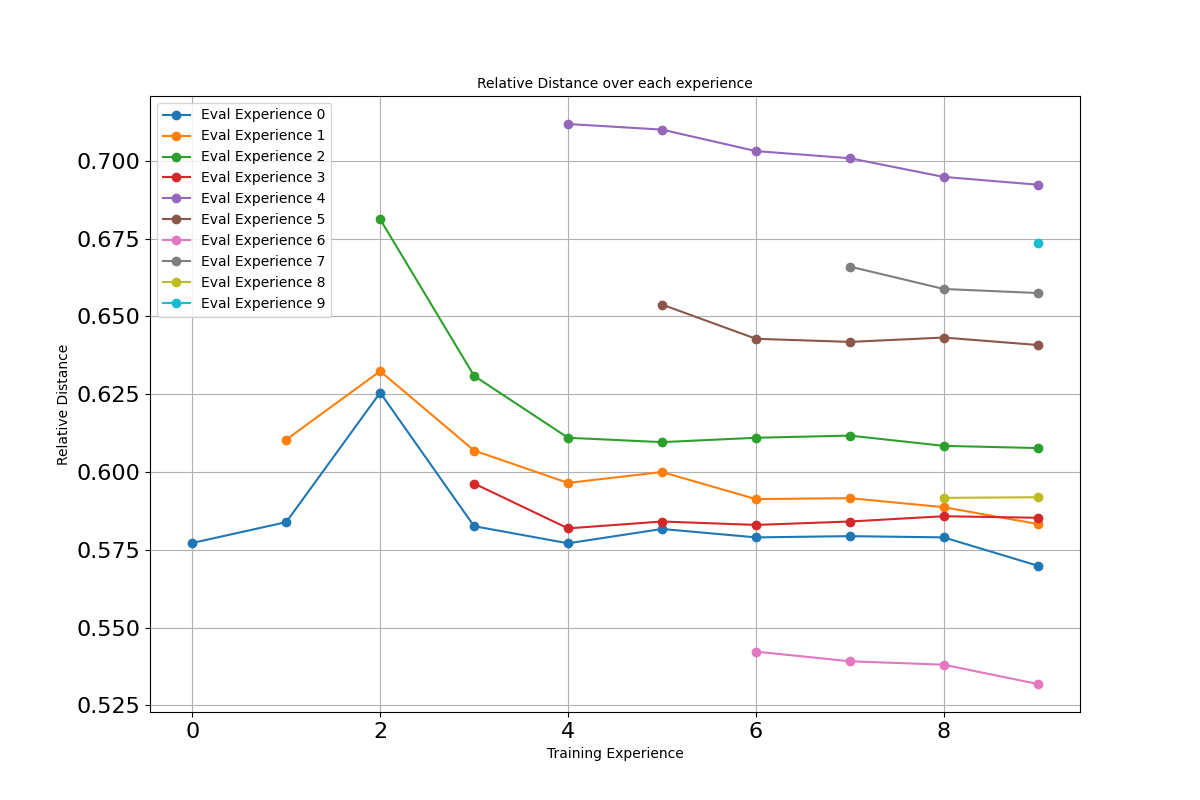 Relative Distance over each experience
Eval Experience 0
Eval Experience 1
Eval Experience 2
Eval Experience 3
Eval Experience 4
Eval Experience 5
Eval Experience 6
Eval Experience 7
Eval Experience 8
Eval Experience 9
0.700
0.675
0.650
0.625
0.600
0.575
0.550
0.525
Relative Distance
0 2 4 6 8
Training Experience